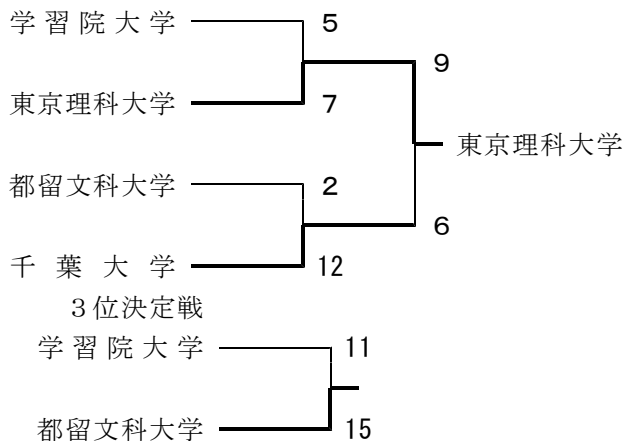 学習院大学 5
9
東京理科大学 7
東京理科大学
都留文科大学 2
6
千葉大学 12
3位決定戦
学習院大学 11
都留文科大学 15